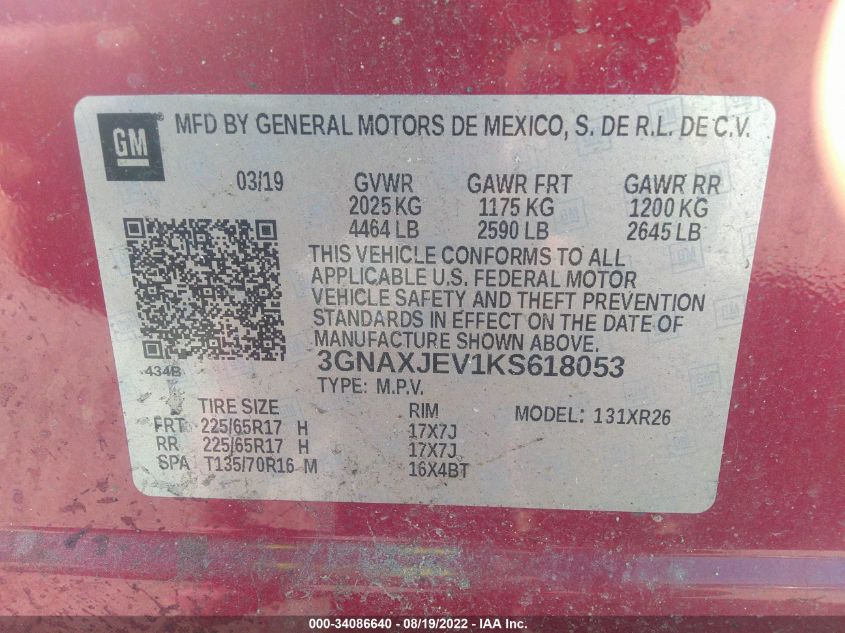 GM
MFD BY GENERAL MOTORS DE MEXICO, S. DE R.L. DE C.V.
03/19 GVWR GAWR FRT GAWR RR
2025 KG 1175 KG 1200 KG
4464 LB 2590 LB 2645 LB
THIS VEHICLE CONFORMS TO ALL
APPLICABLE U.S. FEDERAL MOTOR
VEHICLE SAFETY AND THEFT PREVENTION
STANDARDS IN EFFECT ON THE DATE OF
MANUFACTURE SHOWN ABOVE.
434B 3GNAXJEV1KS618053
TYPE: M.P.V.
TIRE SIZE RIM MODEL: 131XR26
FRT 225/65R17 H 17X7J
RR 225/65R17 H 17X7J
SPA T135/70R16 M 16X4BT
000-34086640 - 08/19/2022 - IAAI.COM